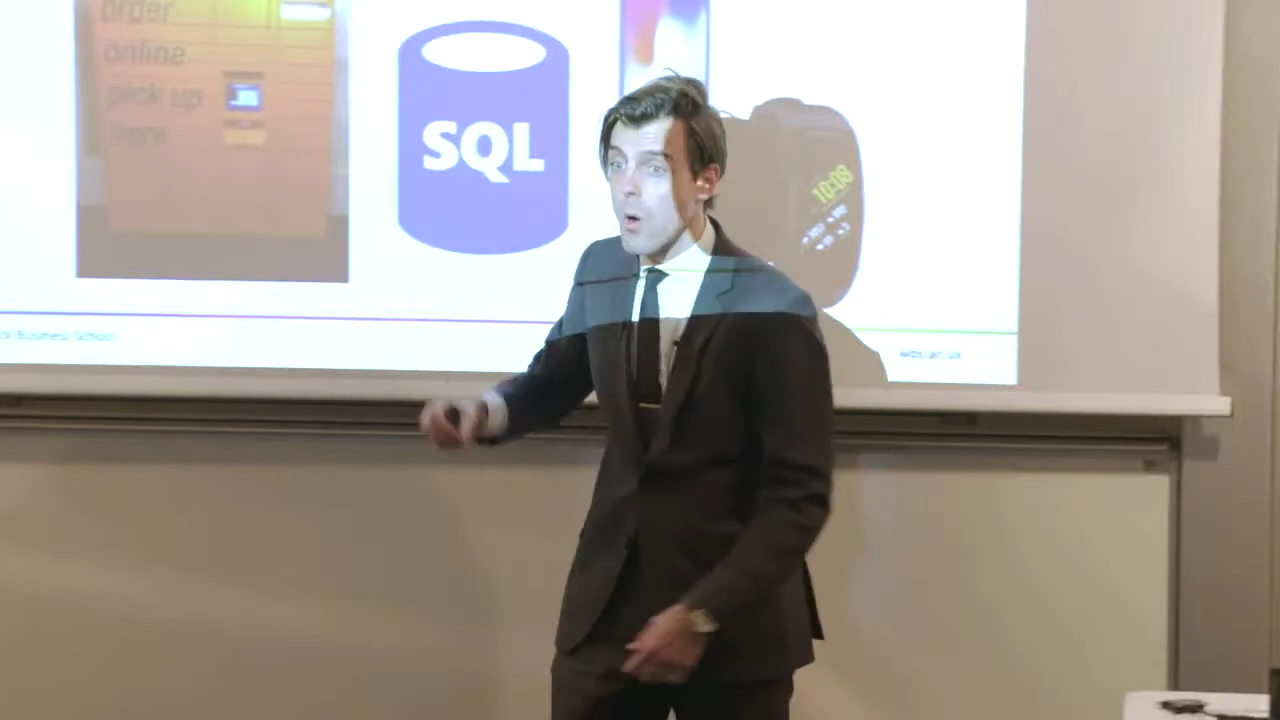 order
online
pick up
here
SQL
10:08
Business School
wbs.ac.uk